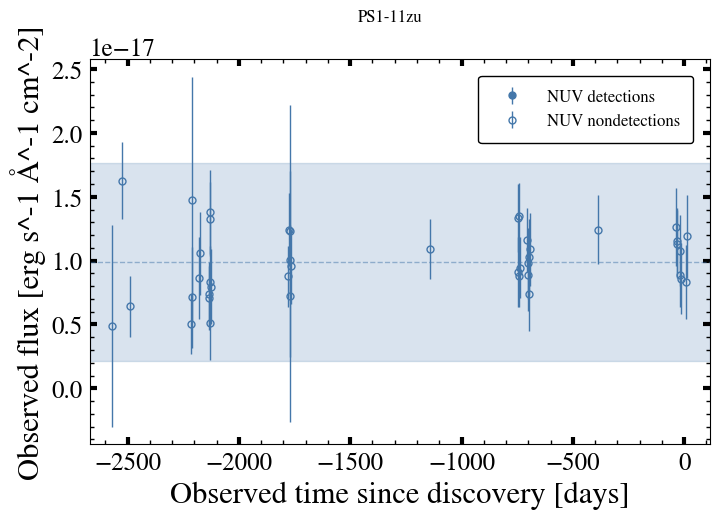 PS1-11zu
1e−17
NUV detections
NUV nondetections
2.5
2.0
1.5
1.0
0.5
0.0
Observed flux [erg s^-1 Å^-1 cm^-2]
−2500 −2000 −1500 −1000 −500 0
Observed time since discovery [days]